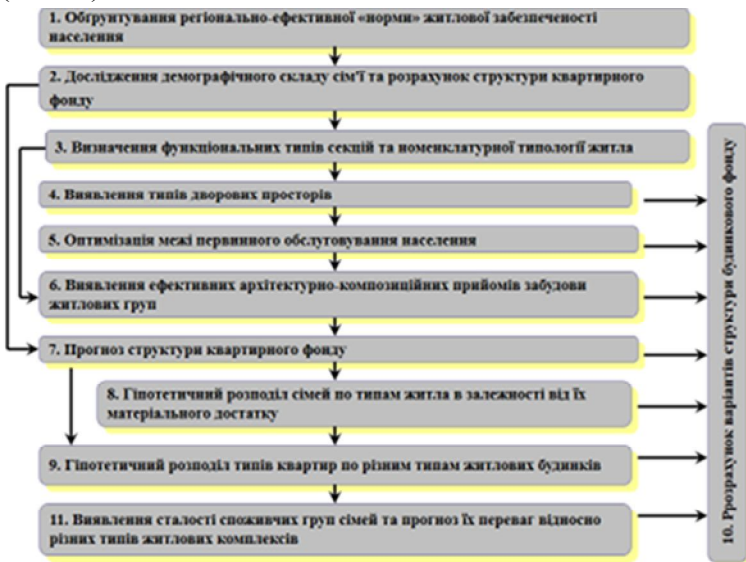 1. Обґрунтування регіонально-ефективної «норми» житлової забезпеченості
населення
2. Дослідження демографічного складу сім'ї та розрахунок структури квартирного
фонду
3. Визначення функціональних типів секцій та номенклатурної типології житла
4. Виявлення типів дворових просторів
5. Оптимізація межі первинного обслуговування населення
6. Виявлення ефективних архітектурно-композиційних прийомів забудови
житлових груп
7. Прогноз структури квартирного фонду
8. Гіпотетичний розподіл сімей по типам житла в залежності від їх
матеріального достатку
9. Гіпотетичний розподіл типів квартир по різним типам житлових будинків
11. Виявлення сталості споживчих груп сімей та прогноз їх переваг відносно
різних типів житлових комплексів
10. Ррозрахунок варіантів структури будинкового фонду